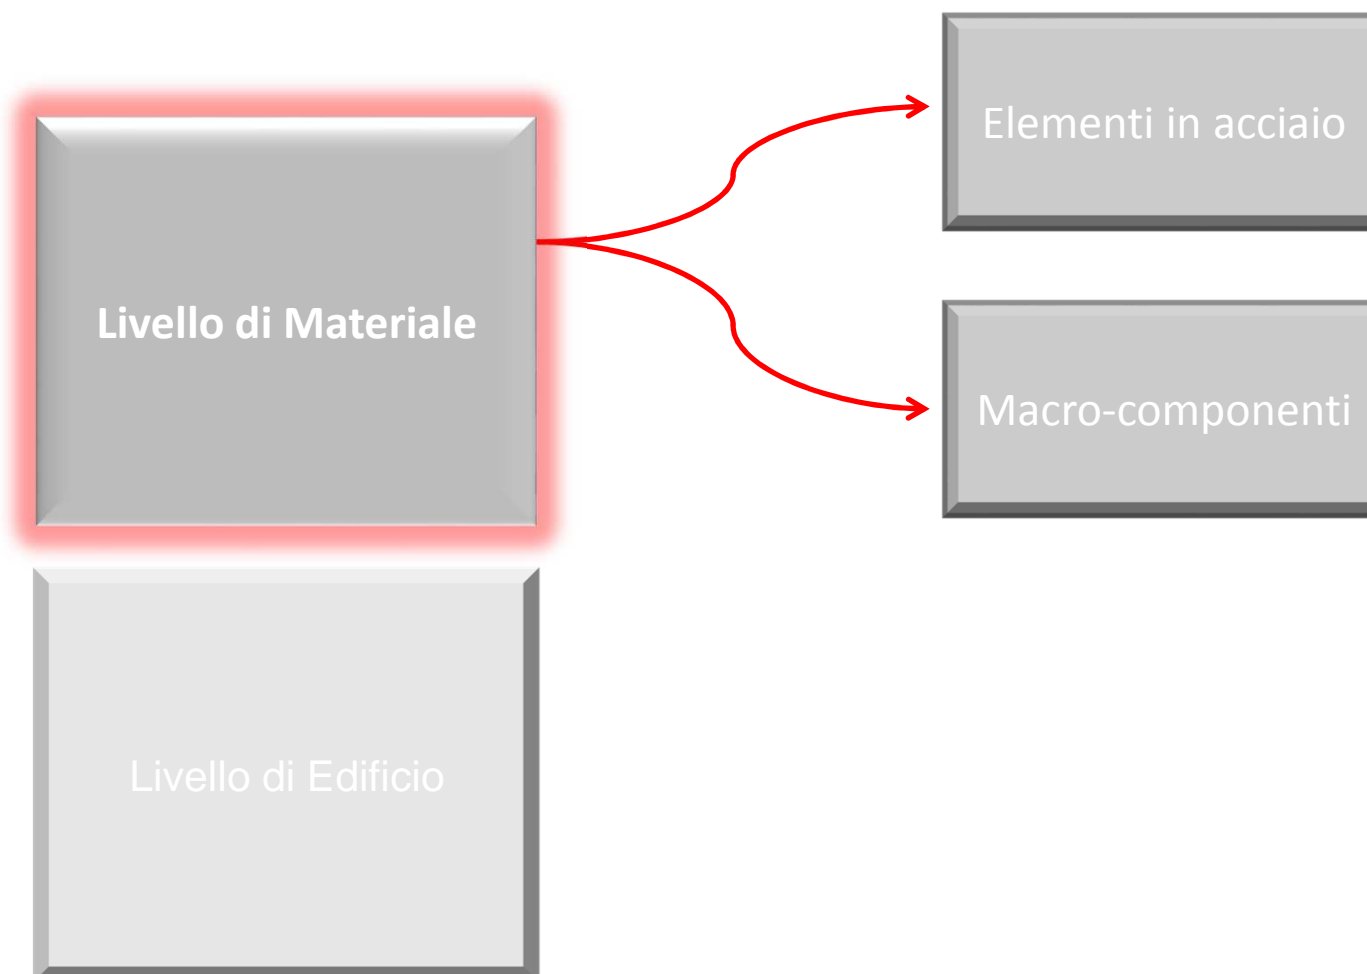 Elementi in acciaio
Livello di Materiale
Macro-componenti
Livello di Edificio